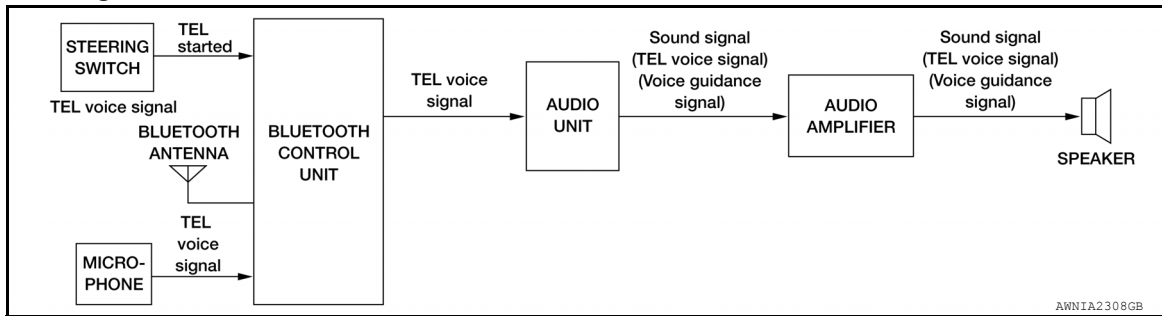 STEERING
SWITCH
TEL
started
TEL voice signal
BLUETOOTH
ANTENNA
TEL
voice
signal
MICRO-
PHONE
BLUETOOTH
CONTROL
UNIT
TEL voice
signal
AUDIO
UNIT
Sound signal
(TEL voice signal)
(Voice guidance
signal)
AUDIO
AMPLIFIER
Sound signal
(TEL voice signal)
(Voice guidance
signal)
SPEAKER
AWNIA2308GB